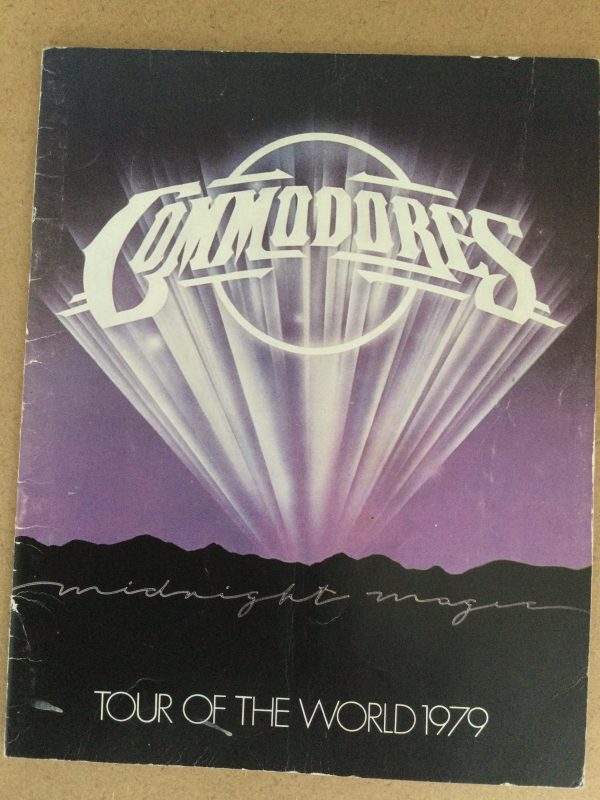 COMMODORES
midnight magic
TOUR OF THE WORLD 1979